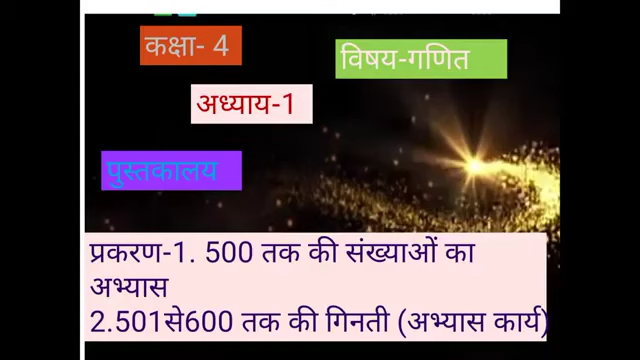 कक्षा- 4
विषय-गणित
अध्याय-1
पुस्तकालय
प्रकरण-1. 500 तक की संख्याओं का
अभ्यास
2.501से600 तक की गिनती (अभ्यास कार्य)